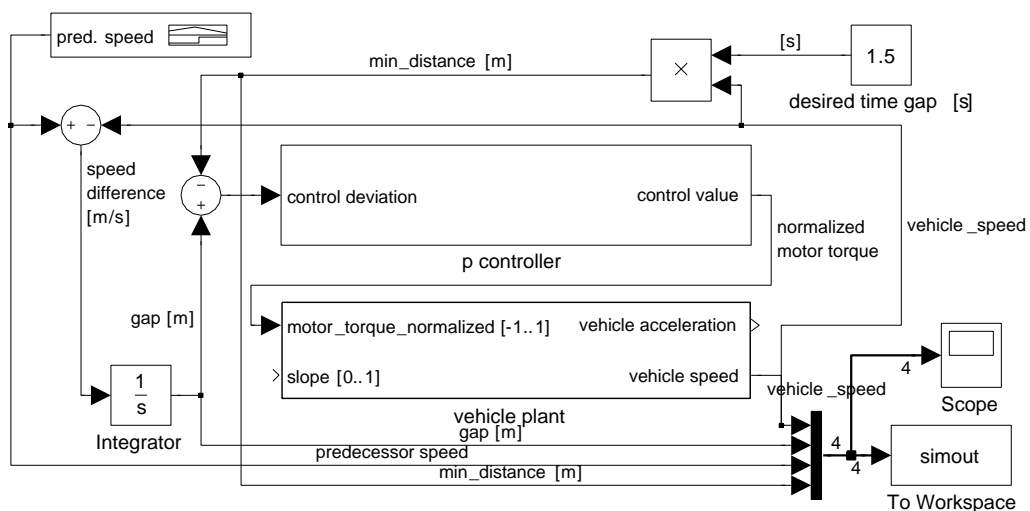 pred. speed
min_distance [m]
×
[s]
1.5
desired time gap [s]
+ −
speed
difference
[m/s]
−
+
control deviation
control value
p controller
normalized
motor torque
vehicle _speed
gap [m]
motor_torque_normalized [-1..1]
vehicle acceleration
slope [0..1]
vehicle speed
vehicle plant
1
s
Integrator
vehicle _speed
gap [m]
predecessor speed
min_distance [m]
4
4
4
Scope
simout
To Workspace